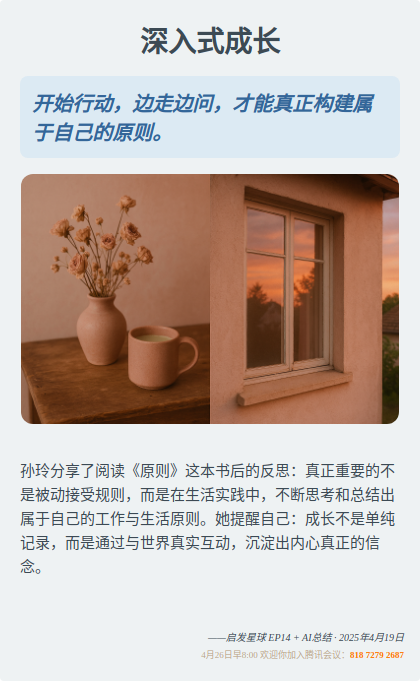 深入式成长
开始行动，边走边问，才能真正构建属
于自己的原则。
孙玲分享了阅读《原则》这本书后的反思：真正重要的不
是被动接受规则，而是在生活实践中，不断思考和总结出
属于自己的工作与生活原则。她提醒自己：成长不是单纯
记录，而是通过与世界真实互动，沉淀出内心真正的信
念。
——启发星球 EP14 + AI总结 · 2025年4月19日
4月26日早8:00 欢迎你加入腾讯会议：818 7279 2687